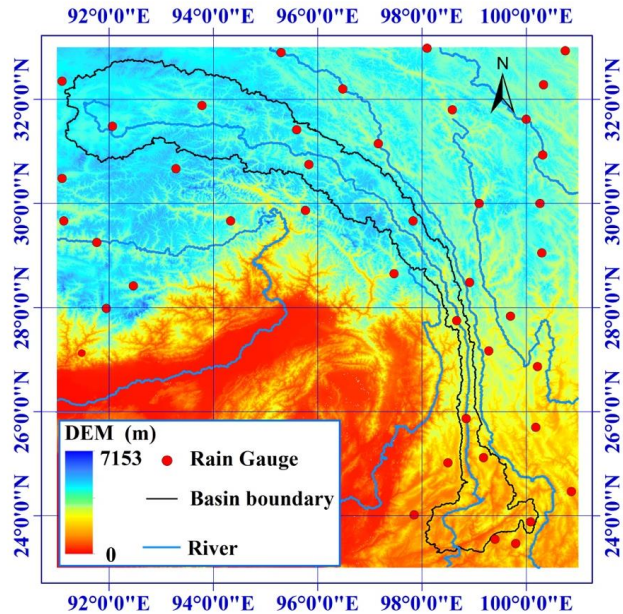 92°0'0"E 94°0'0"E 96°0'0"E 98°0'0"E 100°0'0"E
N
32°0'0"N 32°0'0"N
30°0'0"N 30°0'0"N
28°0'0"N 28°0'0"N
26°0'0"N 26°0'0"N
DEM (m)
7153 Rain Gauge
Basin boundary
24°0'0"N 24°0'0"N
0 River
92°0'0"E 94°0'0"E 96°0'0"E 98°0'0"E 100°0'0"E